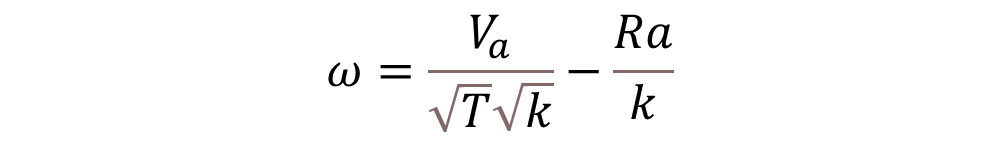 ω = V_a / (√T √k) − Ra / k